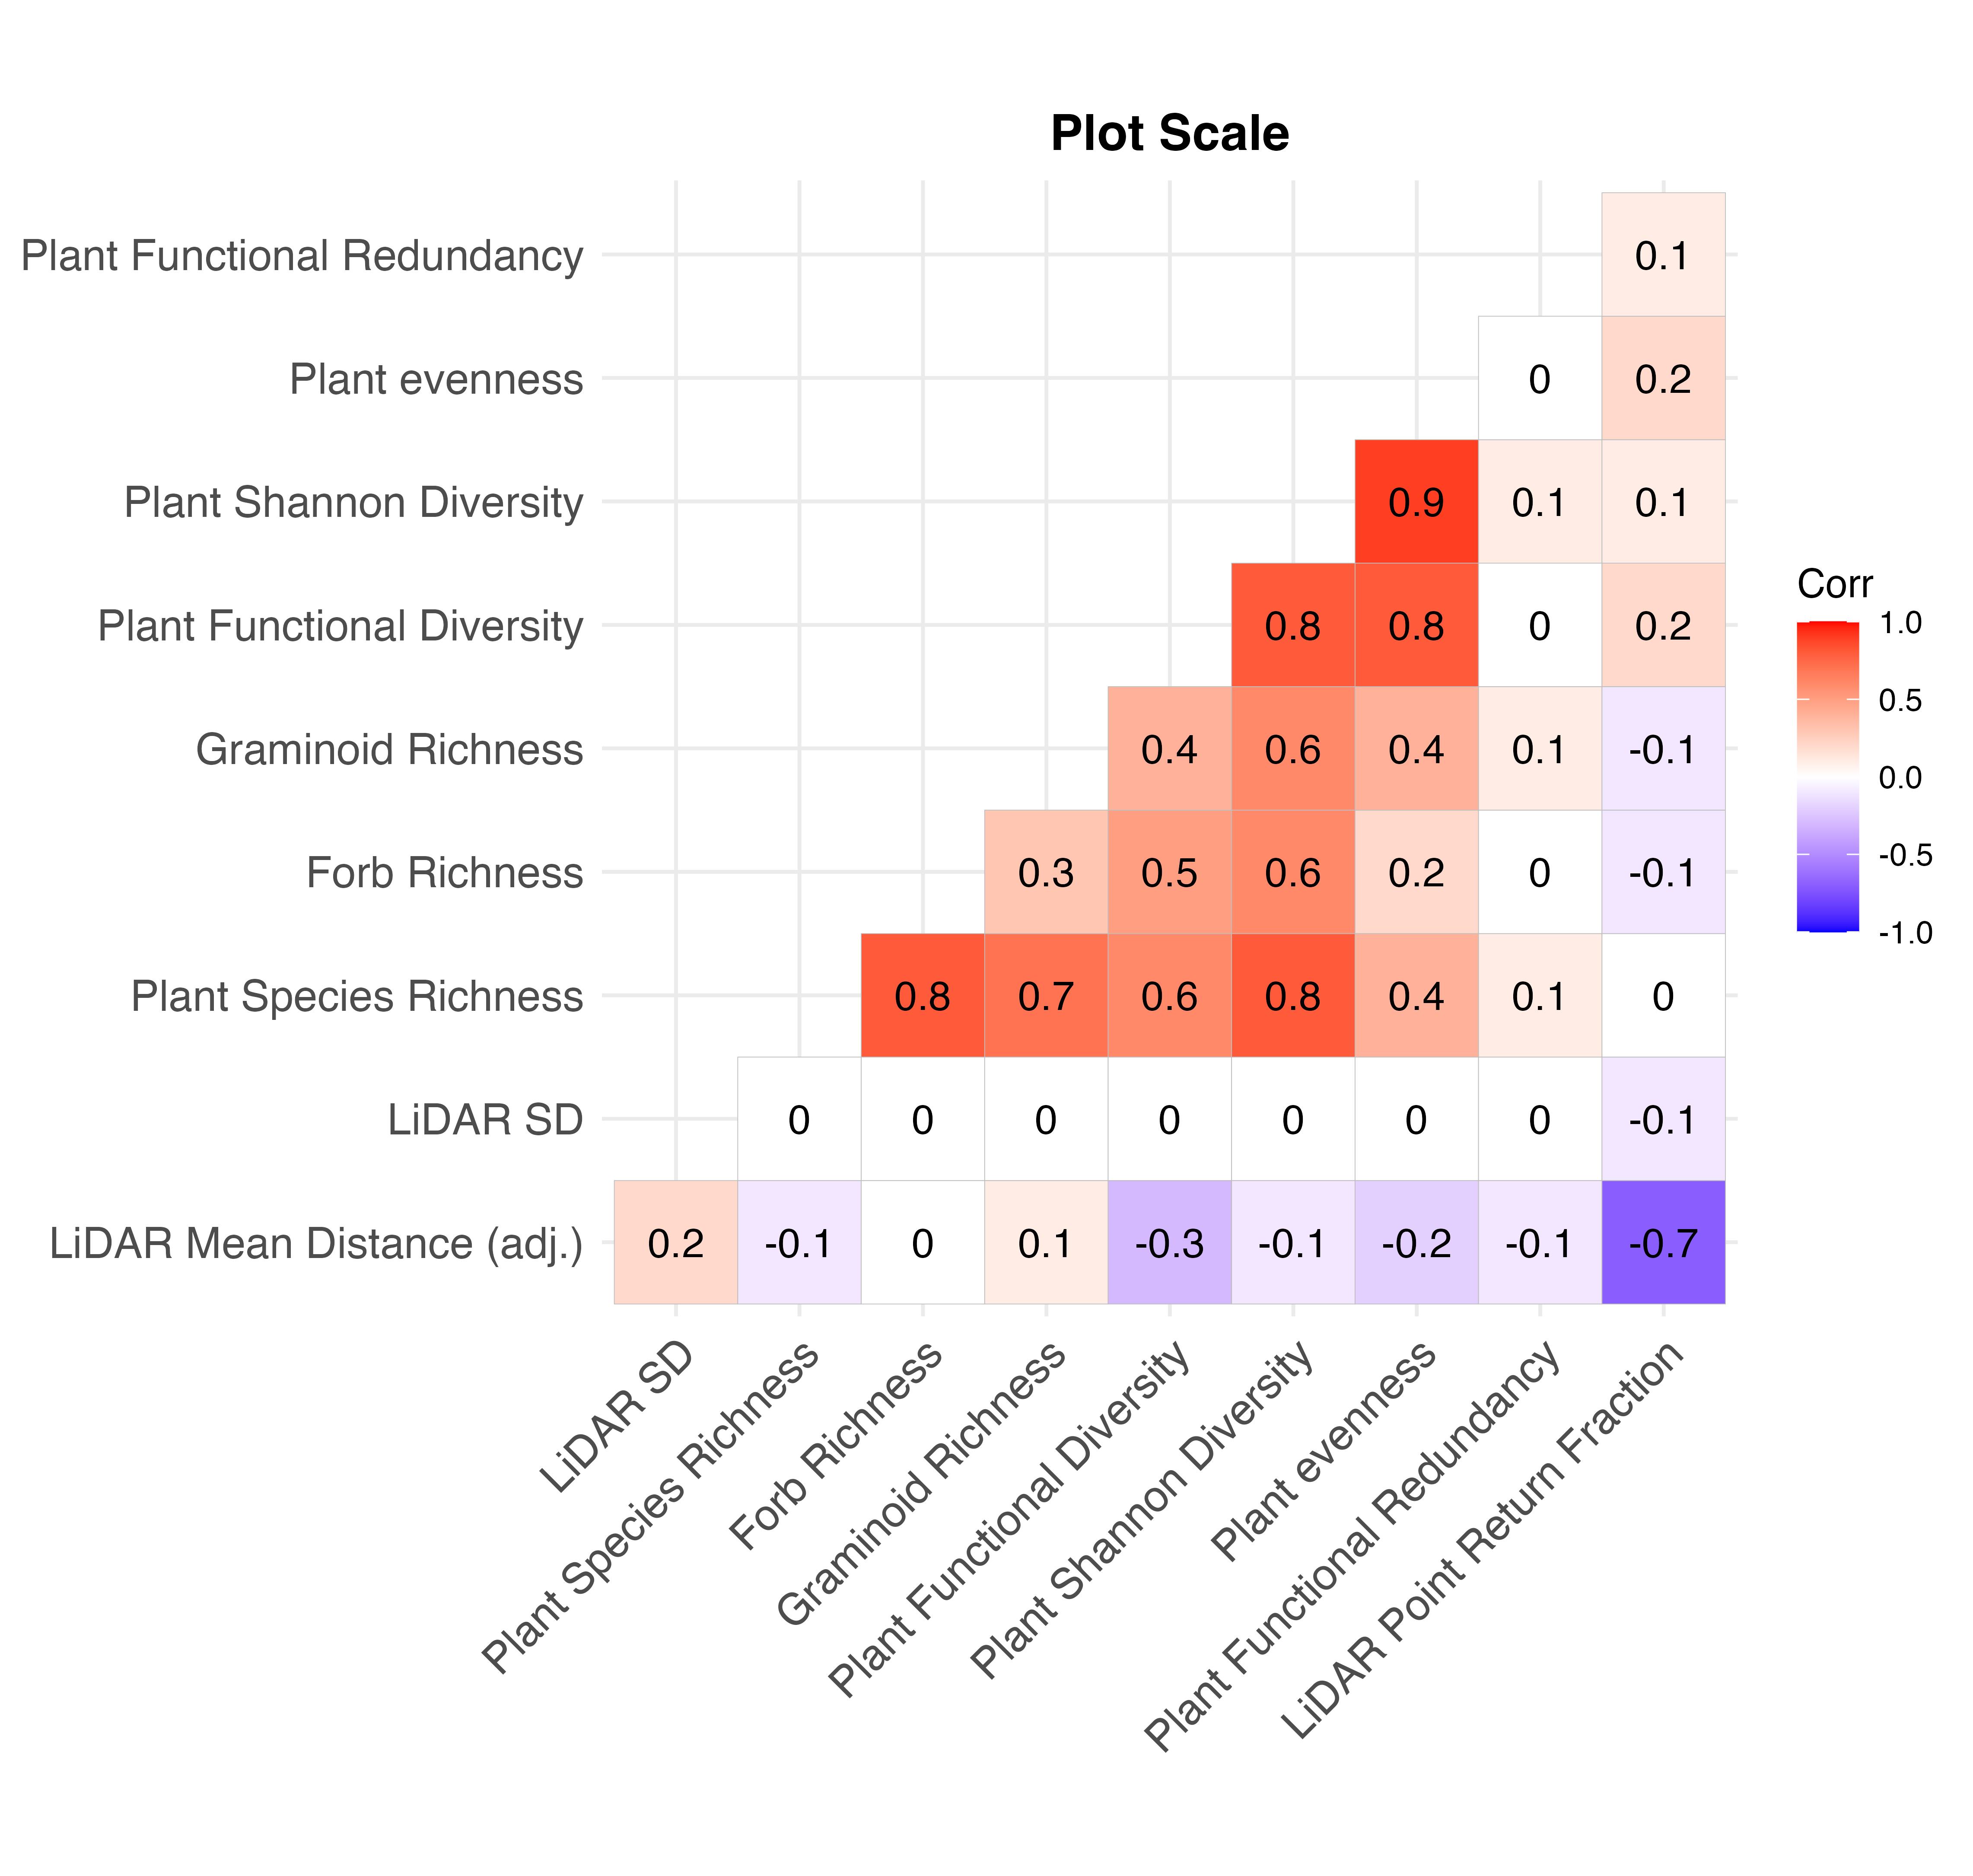 Plot Scale
Plant Functional Redundancy 0.1
Plant evenness 0 0.2
Plant Shannon Diversity 0.9 0.1 0.1
Plant Functional Diversity 0.8 0.8 0 0.2
Graminoid Richness 0.4 0.6 0.4 0.1 -0.1
Forb Richness 0.3 0.5 0.6 0.2 0 -0.1
Plant Species Richness 0.8 0.7 0.6 0.8 0.4 0.1 0
LiDAR SD 0 0 0 0 0 0 0 -0.1
LiDAR Mean Distance (adj.) 0.2 -0.1 0 0.1 -0.3 -0.1 -0.2 -0.1 -0.7
LiDAR SD
Plant Species Richness
Forb Richness
Graminoid Richness
Plant Functional Diversity
Plant Shannon Diversity
Plant evenness
Plant Functional Redundancy
LiDAR Point Return Fraction
Corr
1.0
0.5
0.0
-0.5
-1.0